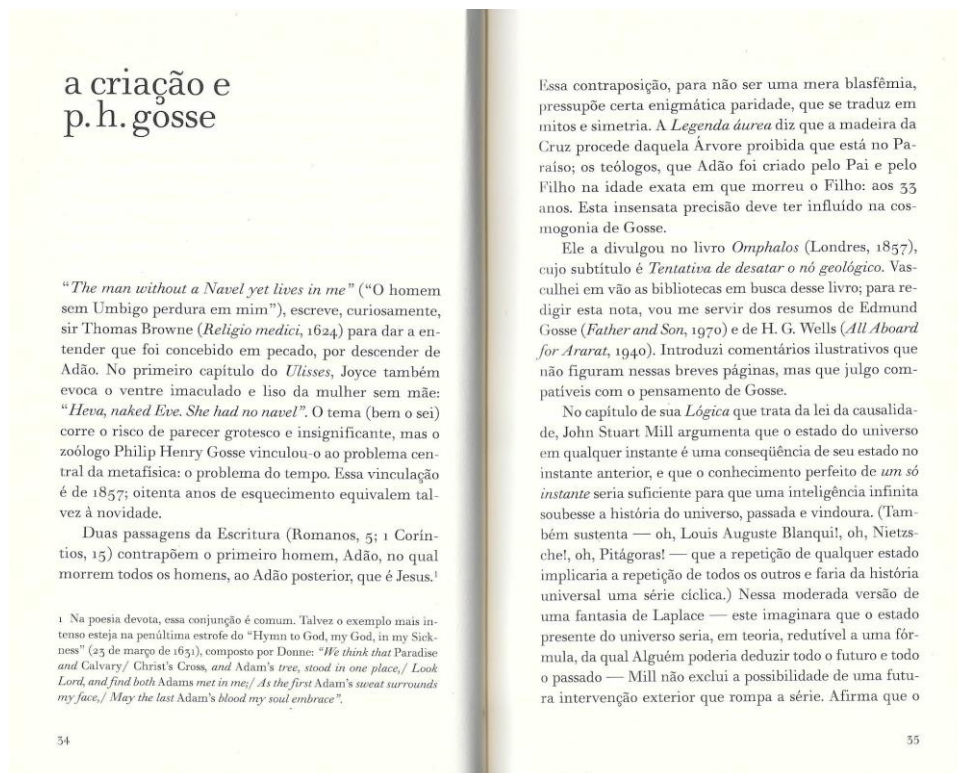 a criação e
p. h. gosse
“The man without a Navel yet lives in me” (“O homem
sem Umbigo perdura em mim”), escreve, curiosamente,
sir Thomas Browne (Religio medici, 1624) para dar a en-
tender que foi concebido em pecado, por descender de
Adão. No primeiro capítulo do Ulisses, Joyce também
evoca o ventre imaculado e liso da mulher sem mãe:
“Heva, naked Eve. She had no navel”. O tema (bem o sei)
corre o risco de parecer grotesco e insignificante, mas o
zoólogo Philip Henry Gosse vinculou-o ao problema cen-
tral da metafísica: o problema do tempo. Essa vinculação
é de 1857; oitenta anos de esquecimento equivalem tal-
vez à novidade.
Duas passagens da Escritura (Romanos, 5; 1 Corín-
tios, 15) contrapõem o primeiro homem, Adão, no qual
morrem todos os homens, ao Adão posterior, que é Jesus.¹
1 Na poesia devota, essa conjunção é comum. Talvez o exemplo mais in-
tenso esteja na penúltima estrofe do “Hymn to God, my God, in my Sick-
ness” (23 de março de 1631), composto por Donne: “We think that Paradise
and Calvary/ Christ’s Cross, and Adam’s tree, stood in one place,/ Look
Lord, and find both Adams met in me;/ As the first Adam’s sweat surrounds
my face,/ May the last Adam’s blood my soul embrace”.
34
Essa contraposição, para não ser uma mera blasfêmia,
pressupõe certa enigmática paridade, que se traduz em
mitos e simetria. A Legenda áurea diz que a madeira da
Cruz procede daquela Árvore proibida que está no Pa-
raíso; os teólogos, que Adão foi criado pelo Pai e pelo
Filho na idade exata em que morreu o Filho: aos 33
anos. Esta insensata precisão deve ter influído na cos-
mogonia de Gosse.
Ele a divulgou no livro Omphalos (Londres, 1857),
cujo subtítulo é Tentativa de desatar o nó geológico. Vas-
culhei em vão as bibliotecas em busca desse livro; para re-
digir esta nota, vou me servir dos resumos de Edmund
Gosse (Father and Son, 1970) e de H. G. Wells (All Aboard
for Ararat, 1940). Introduzi comentários ilustrativos que
não figuram nessas breves páginas, mas que julgo com-
patíveis com o pensamento de Gosse.
No capítulo de sua Lógica que trata da lei da causalida-
de, John Stuart Mill argumenta que o estado do universo
em qualquer instante é uma conseqüência de seu estado no
instante anterior, e que o conhecimento perfeito de um só
instante seria suficiente para que uma inteligência infinita
soubesse a história do universo, passada e vindoura. (Tam-
bém sustenta — oh, Louis Auguste Blanqui!, oh, Nietzs-
che!, oh, Pitágoras! — que a repetição de qualquer estado
implicaria a repetição de todos os outros e faria da história
universal uma série cíclica.) Nessa moderada versão de
uma fantasia de Laplace — este imaginara que o estado
presente do universo seria, em teoria, redutível a uma fór-
mula, da qual Alguém poderia deduzir todo o futuro e todo
o passado — Mill não exclui a possibilidade de uma futu-
ra intervenção exterior que rompa a série. Afirma que o
35